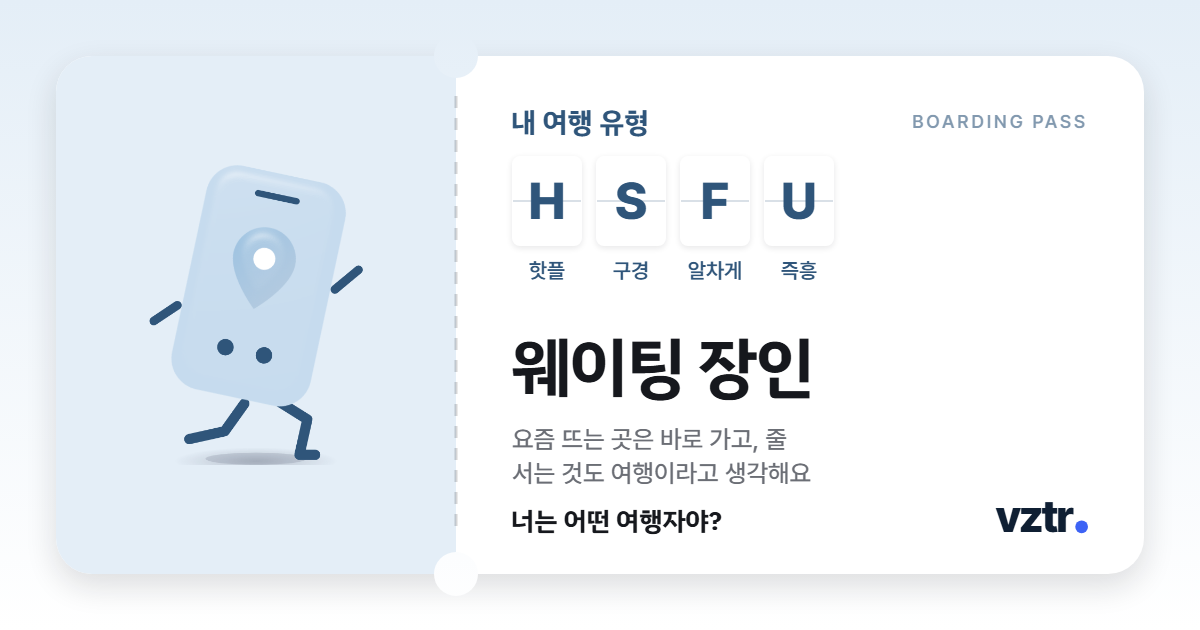 내 여행 유형
BOARDING PASS
H S F U
핫플 구경 알차게 즉흥
웨이팅 장인
요즘 뜨는 곳은 바로 가고, 줄
서는 것도 여행이라고 생각해요
너는 어떤 여행자야?
vztr.